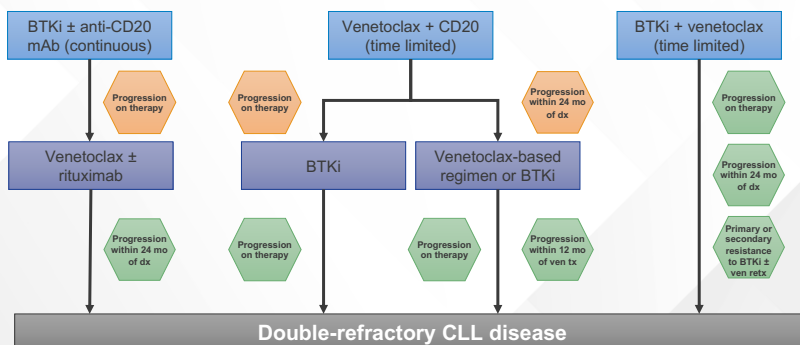 BTKi ± anti-CD20
mAb (continuous)
Venetoclax + CD20
(time limited)
BTKi + venetoclax
(time limited)
Progression
on therapy
Progression
on therapy
Progression
within 24 mo
of dx
Progression
on therapy
Venetoclax ±
rituximab
BTKi
Venetoclax-based
regimen or BTKi
Progression
within 24 mo
of dx
Progression
within 24 mo
of dx
Progression
on therapy
Progression
on therapy
Progression
within 12 mo
of ven tx
Primary or
secondary
resistance
to BTKi ±
ven retx
Double-refractory CLL disease